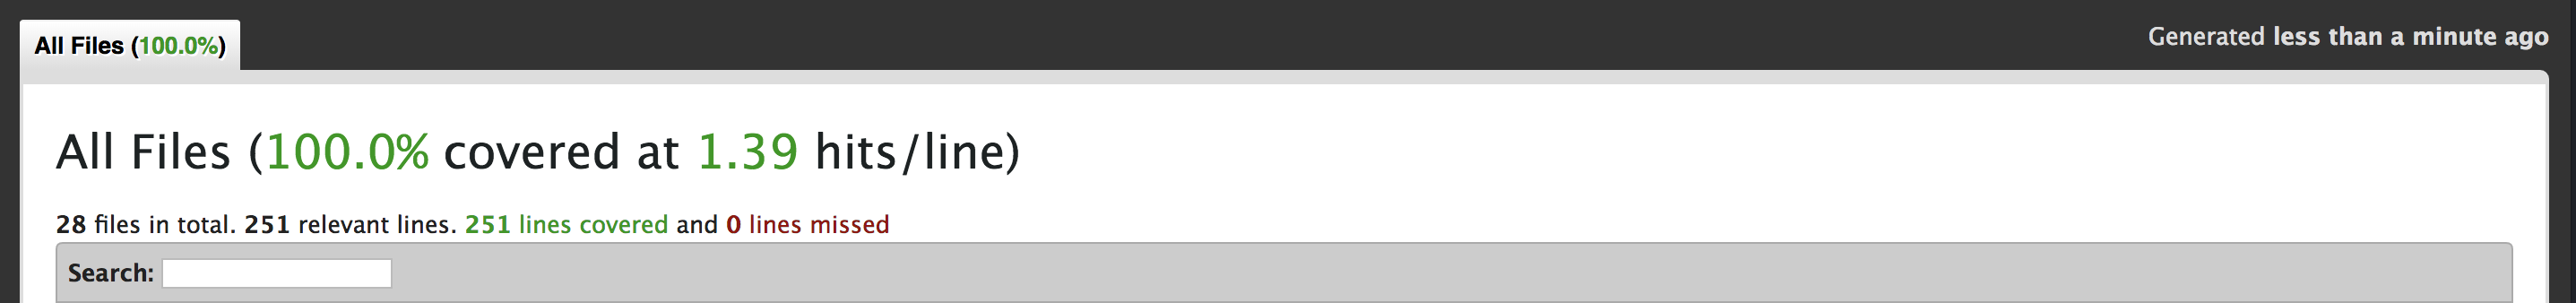 All Files (100.0%)
Generated less than a minute ago
All Files (100.0% covered at 1.39 hits/line)
28 files in total. 251 relevant lines. 251 lines covered and 0 lines missed
Search: